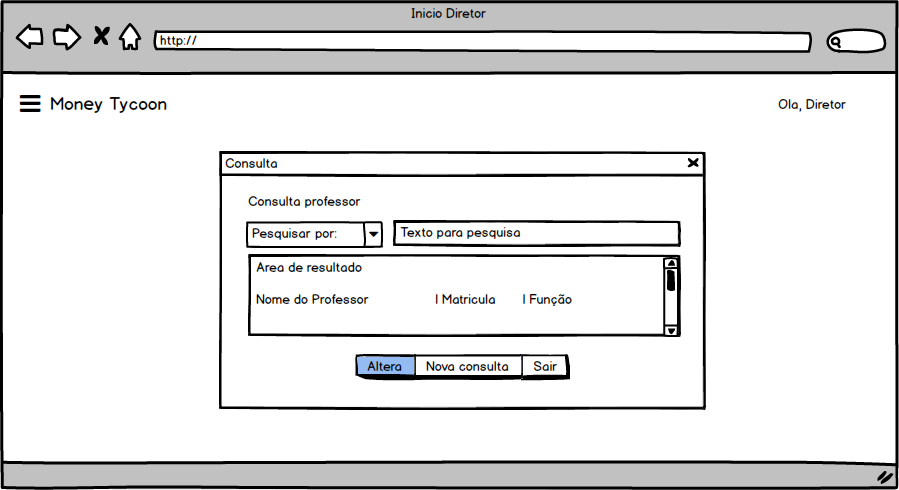 Inicio Diretor
http://
Money Tycoon
Ola, Diretor
Consulta
Consulta professor
Pesquisar por:
Texto para pesquisa
Area de resultado
Nome do Professor | Matricula | Função
Altera Nova consulta Sair